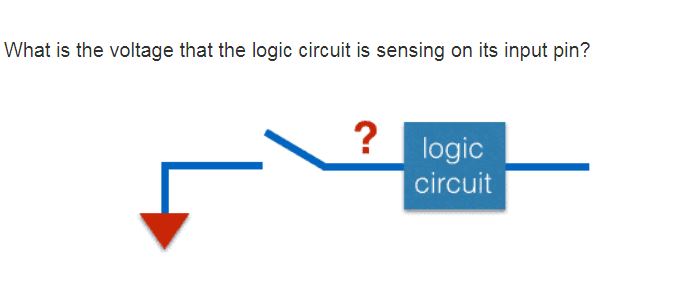 What is the voltage that the logic circuit is sensing on its input pin?
?
logic
circuit